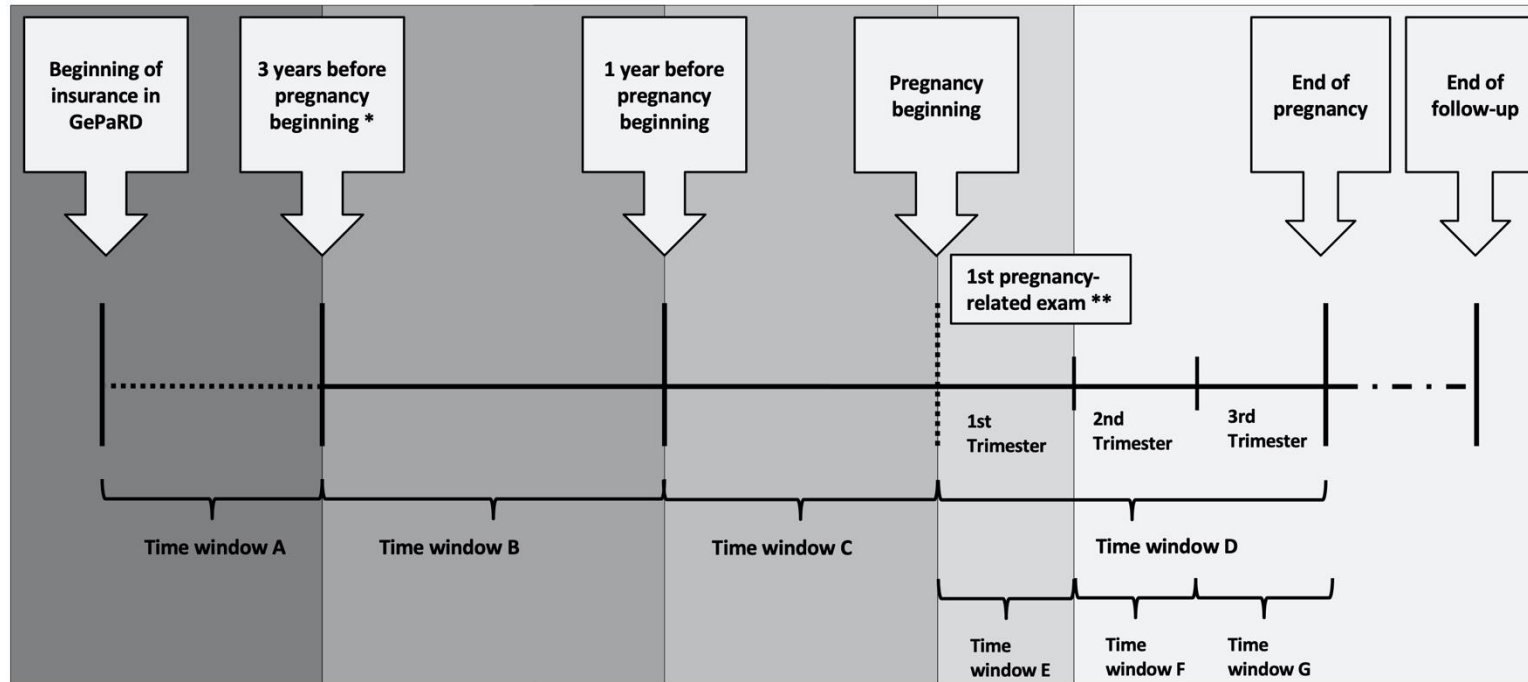 Beginning of
insurance in
GePaRD
3 years before
pregnancy
beginning *
1 year before
pregnancy
beginning
Pregnancy
beginning
End of
pregnancy
End of
follow-up
1st pregnancy-
related exam **
1st
Trimester
2nd
Trimester
3rd
Trimester
Time window A
Time window B
Time window C
Time window D
Time
window E
Time
window F
Time
window G